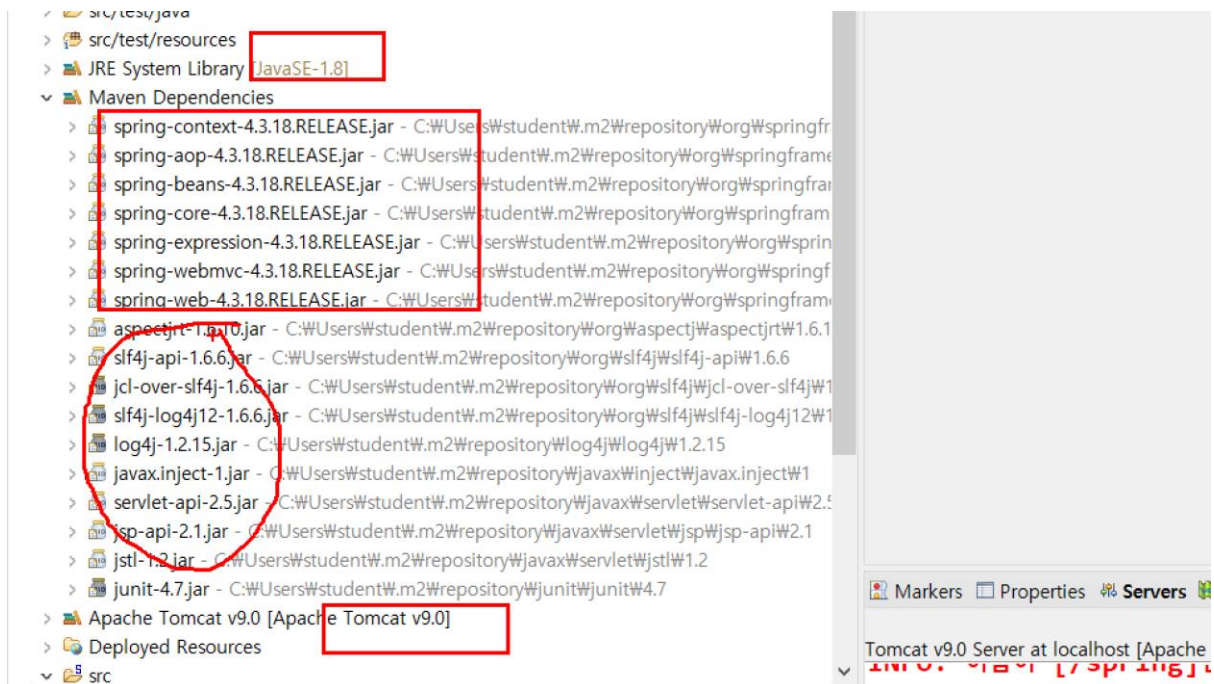 src/test/java
src/test/resources
JRE System Library [JavaSE-1.8]
Maven Dependencies
spring-context-4.3.18.RELEASE.jar - C:₩Users₩student₩.m2₩repository₩org₩springfr
spring-aop-4.3.18.RELEASE.jar - C:₩Users₩student₩.m2₩repository₩org₩springframe
spring-beans-4.3.18.RELEASE.jar - C:₩Users₩student₩.m2₩repository₩org₩springfrar
spring-core-4.3.18.RELEASE.jar - C:₩Users₩student₩.m2₩repository₩org₩springfram
spring-expression-4.3.18.RELEASE.jar - C:₩Users₩student₩.m2₩repository₩org₩sprin
spring-webmvc-4.3.18.RELEASE.jar - C:₩Users₩student₩.m2₩repository₩org₩springf
spring-web-4.3.18.RELEASE.jar - C:₩Users₩student₩.m2₩repository₩org₩springfram
aspectjrt-1.6.10.jar - C:₩Users₩student₩.m2₩repository₩org₩aspectj₩aspectjrt₩1.6.1
slf4j-api-1.6.6.jar - C:₩Users₩student₩.m2₩repository₩org₩slf4j₩slf4j-api₩1.6.6
jcl-over-slf4j-1.6.6.jar - C:₩Users₩student₩.m2₩repository₩org₩slf4j₩jcl-over-slf4j₩1
slf4j-log4j12-1.6.6.jar - C:₩Users₩student₩.m2₩repository₩org₩slf4j₩slf4j-log4j12₩1
log4j-1.2.15.jar - C:₩Users₩student₩.m2₩repository₩log4j₩log4j₩1.2.15
javax.inject-1.jar - C:₩Users₩student₩.m2₩repository₩javax₩inject₩javax.inject₩1
servlet-api-2.5.jar - C:₩Users₩student₩.m2₩repository₩javax₩servlet₩servlet-api₩2.5
jsp-api-2.1.jar - C:₩Users₩student₩.m2₩repository₩javax₩servlet₩jsp₩jsp-api₩2.1
jstl-1.2.jar - C:₩Users₩student₩.m2₩repository₩javax₩servlet₩jstl₩1.2
junit-4.7.jar - C:₩Users₩student₩.m2₩repository₩junit₩junit₩4.7
Apache Tomcat v9.0 [Apache Tomcat v9.0]
Deployed Resources
src
Markers Properties Servers
Tomcat v9.0 Server at localhost [Apache
INFO: 이름이 [/spring]